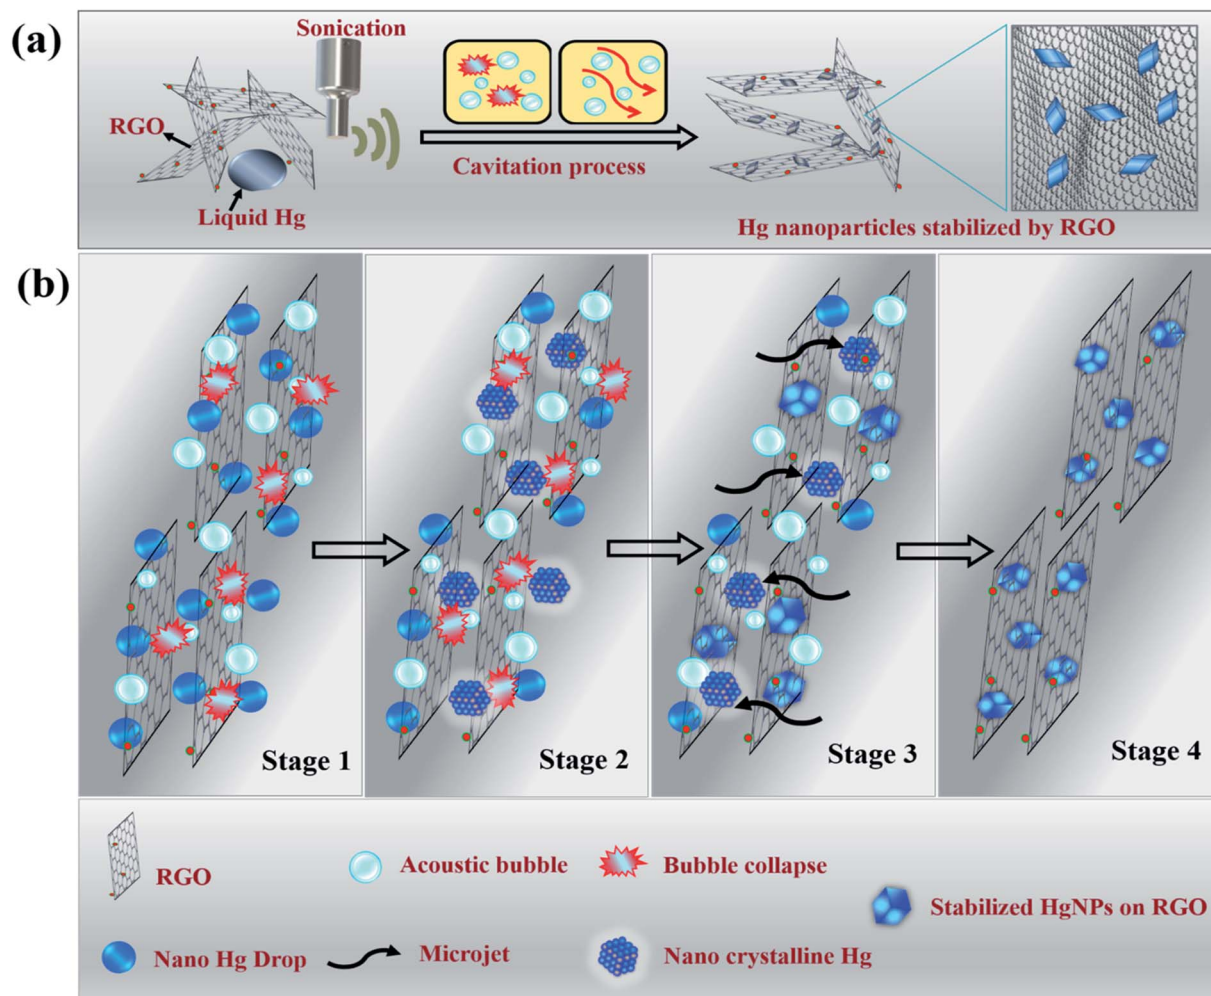 (a)
Sonication
RGO
Liquid Hg
Cavitation process
Hg nanoparticles stabilized by RGO
(b)
Stage 1
Stage 2
Stage 3
Stage 4
RGO
Acoustic bubble
Bubble collapse
Stabilized HgNPs on RGO
Nano Hg Drop
Microjet
Nano crystalline Hg